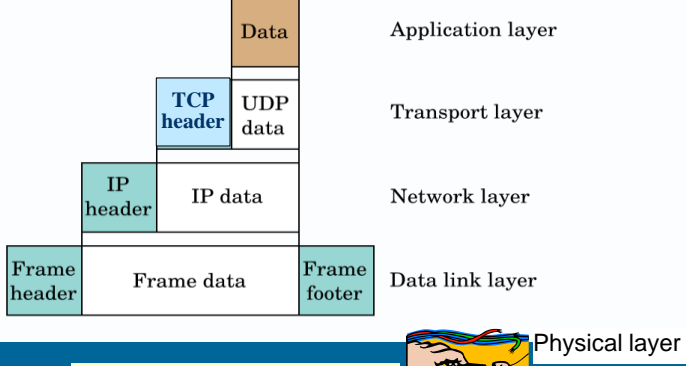 Data
Application layer
TCP
header
UDP
data
Transport layer
IP
header
IP data
Network layer
Frame
header
Frame data
Frame
footer
Data link layer
Physical layer